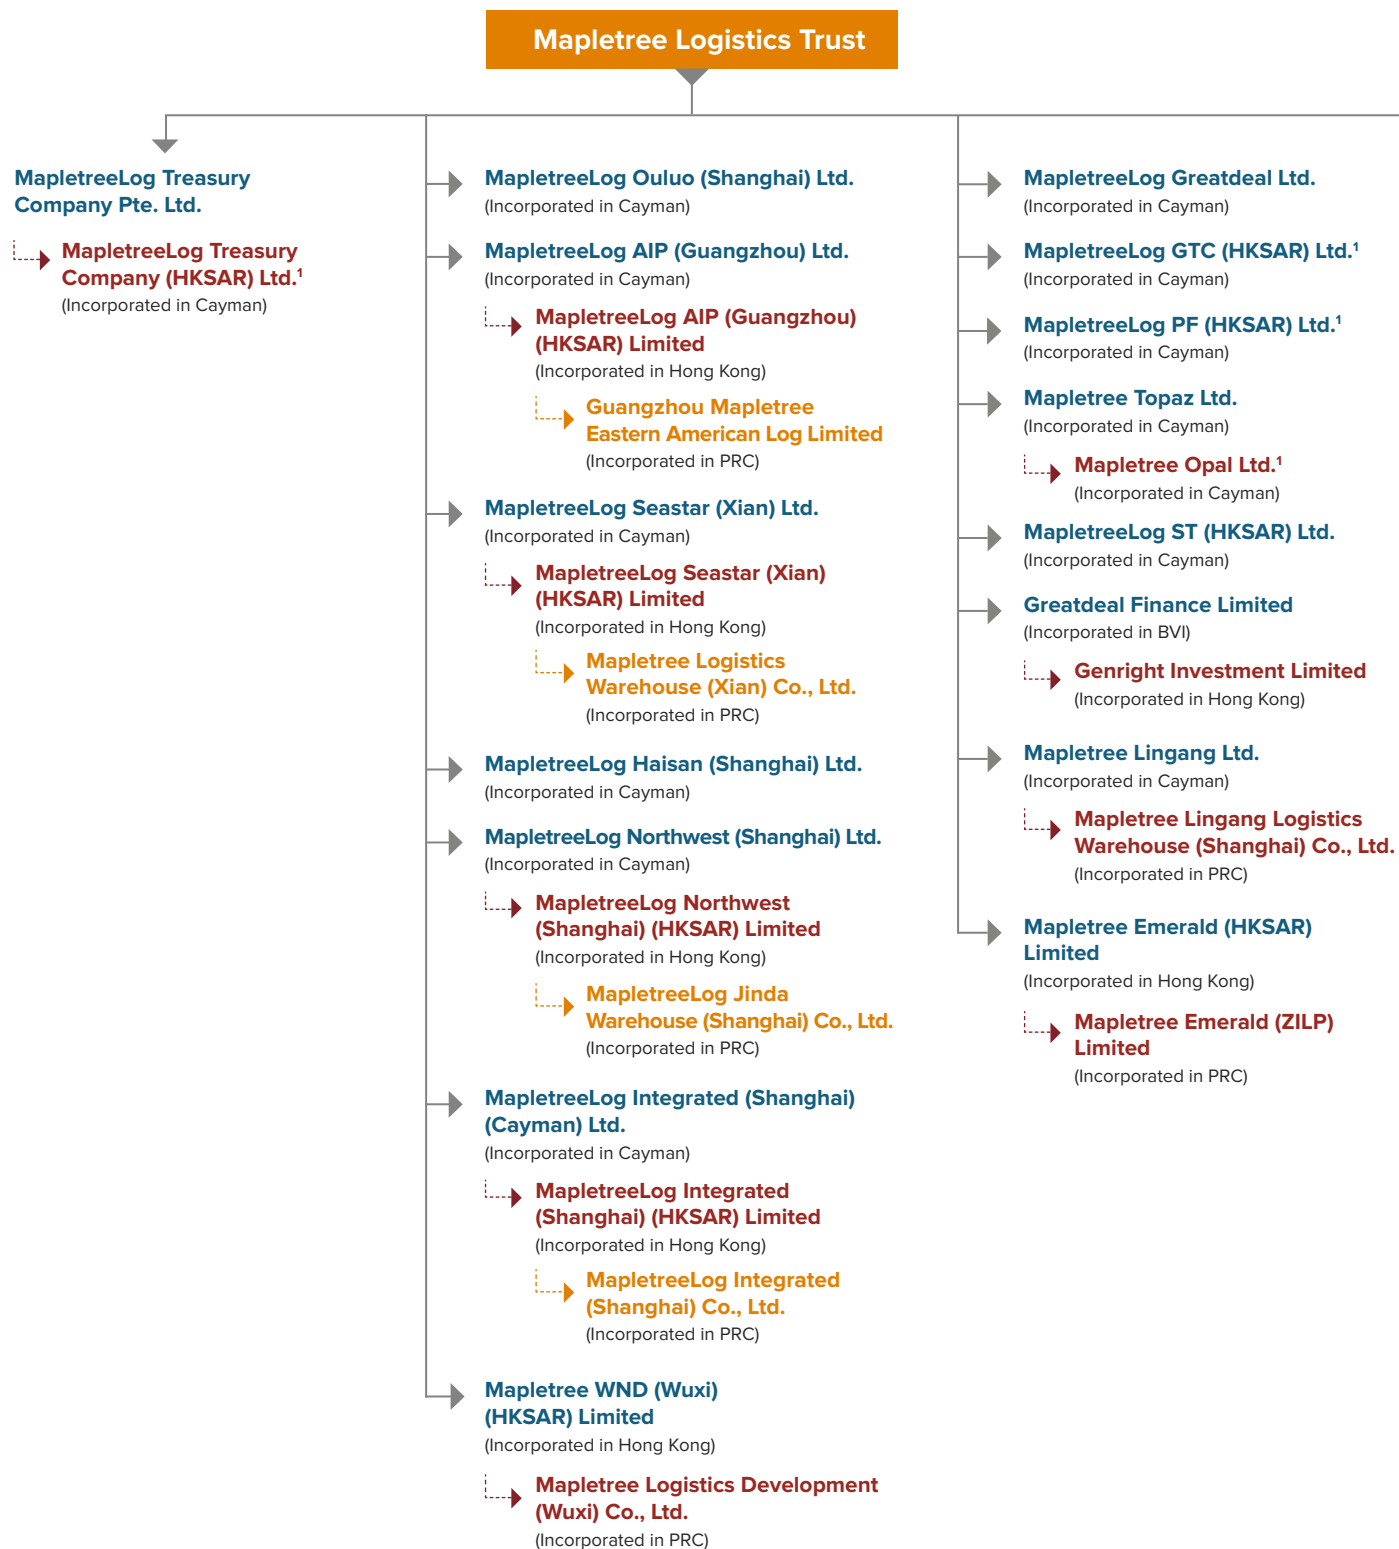 Mapletree Logistics Trust
MapletreeLog Treasury
Company Pte. Ltd.
MapletreeLog Treasury
Company (HKSAR) Ltd.¹
(Incorporated in Cayman)
MapletreeLog Ouluo (Shanghai) Ltd.
(Incorporated in Cayman)
MapletreeLog AIP (Guangzhou) Ltd.
(Incorporated in Cayman)
MapletreeLog AIP (Guangzhou)
(HKSAR) Limited
(Incorporated in Hong Kong)
Guangzhou Mapletree
Eastern American Log Limited
(Incorporated in PRC)
MapletreeLog Seastar (Xian) Ltd.
(Incorporated in Cayman)
MapletreeLog Seastar (Xian)
(HKSAR) Limited
(Incorporated in Hong Kong)
Mapletree Logistics
Warehouse (Xian) Co., Ltd.
(Incorporated in PRC)
MapletreeLog Haisan (Shanghai) Ltd.
(Incorporated in Cayman)
MapletreeLog Northwest (Shanghai) Ltd.
(Incorporated in Cayman)
MapletreeLog Northwest
(Shanghai) (HKSAR) Limited
(Incorporated in Hong Kong)
MapletreeLog Jinda
Warehouse (Shanghai) Co., Ltd.
(Incorporated in PRC)
MapletreeLog Integrated (Shanghai)
(Cayman) Ltd.
(Incorporated in Cayman)
MapletreeLog Integrated
(Shanghai) (HKSAR) Limited
(Incorporated in Hong Kong)
MapletreeLog Integrated
(Shanghai) Co., Ltd.
(Incorporated in PRC)
Mapletree WND (Wuxi)
(HKSAR) Limited
(Incorporated in Hong Kong)
Mapletree Logistics Development
(Wuxi) Co., Ltd.
(Incorporated in PRC)
MapletreeLog Greatdeal Ltd.
(Incorporated in Cayman)
MapletreeLog GTC (HKSAR) Ltd.¹
(Incorporated in Cayman)
MapletreeLog PF (HKSAR) Ltd.¹
(Incorporated in Cayman)
Mapletree Topaz Ltd.
(Incorporated in Cayman)
Mapletree Opal Ltd.¹
(Incorporated in Cayman)
MapletreeLog ST (HKSAR) Ltd.
(Incorporated in Cayman)
Greatdeal Finance Limited
(Incorporated in BVI)
Genright Investment Limited
(Incorporated in Hong Kong)
Mapletree Lingang Ltd.
(Incorporated in Cayman)
Mapletree Lingang Logistics
Warehouse (Shanghai) Co., Ltd.
(Incorporated in PRC)
Mapletree Emerald (HKSAR)
Limited
(Incorporated in Hong Kong)
Mapletree Emerald (ZILP)
Limited
(Incorporated in PRC)